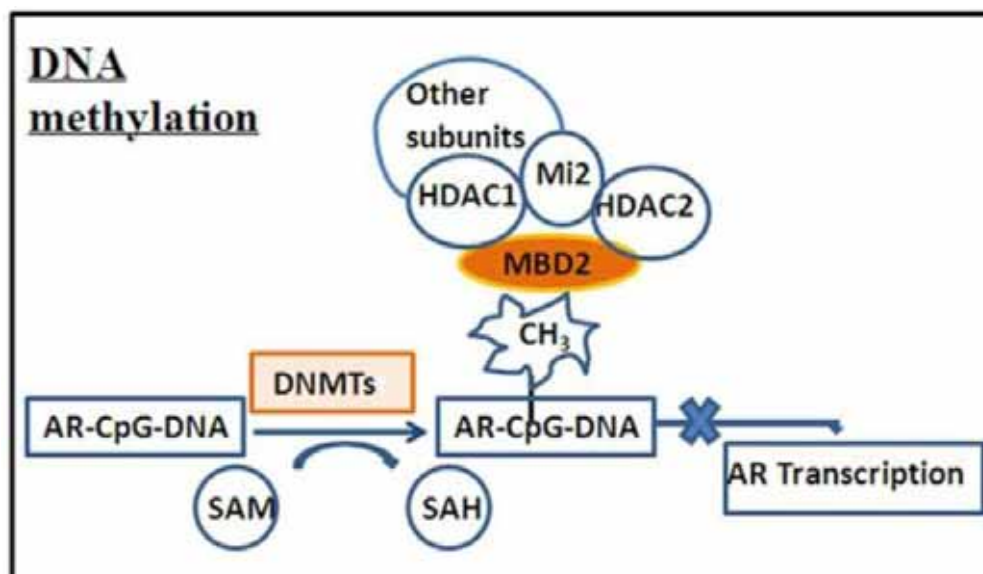 DNA
methylation
Other
subunits
Mi2
HDAC1
HDAC2
MBD2
CH₃
DNMTs
AR-CpG-DNA
AR-CpG-DNA
SAM
SAH
AR Transcription